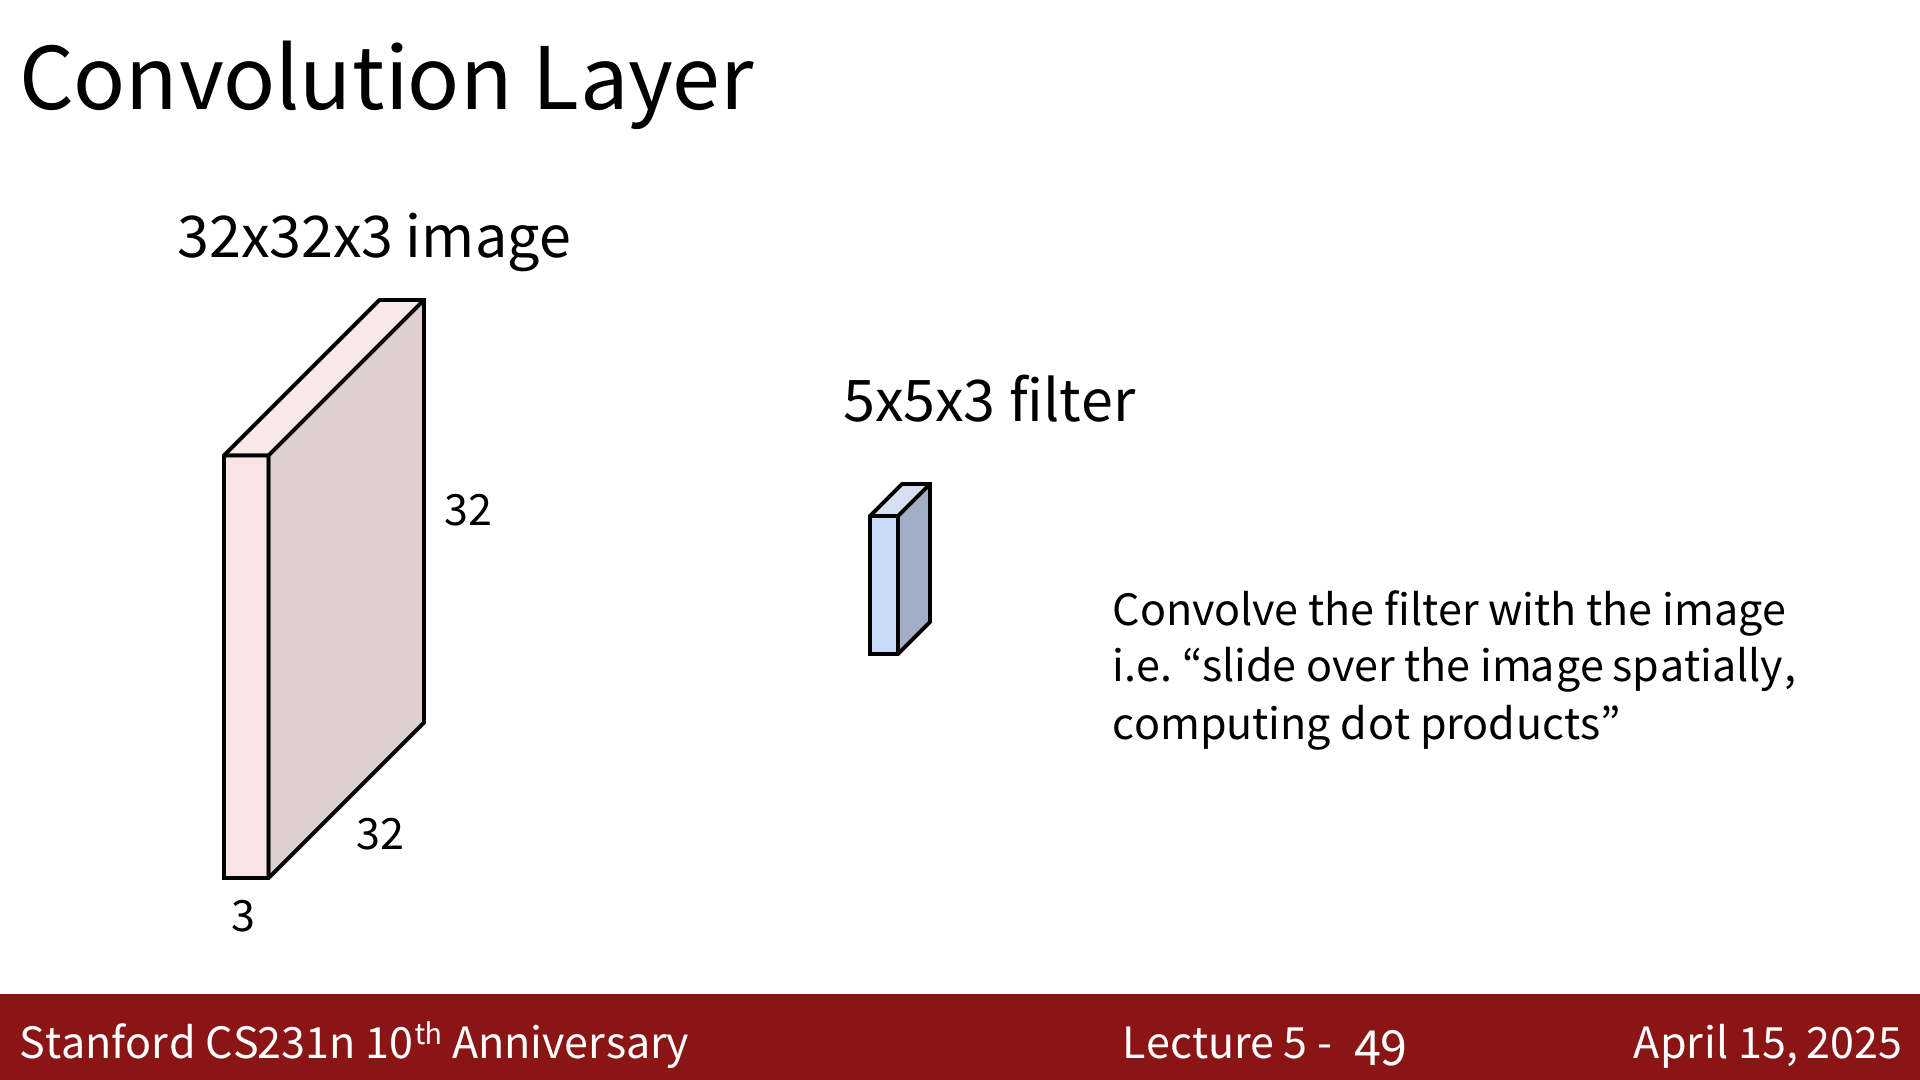 Convolution Layer
32x32x3 image
5x5x3 filter
32
Convolve the filter with the image
i.e. “slide over the image spatially,
computing dot products”
32
3
Stanford CS231n 10th Anniversary
Lecture 5 - 49
April 15, 2025